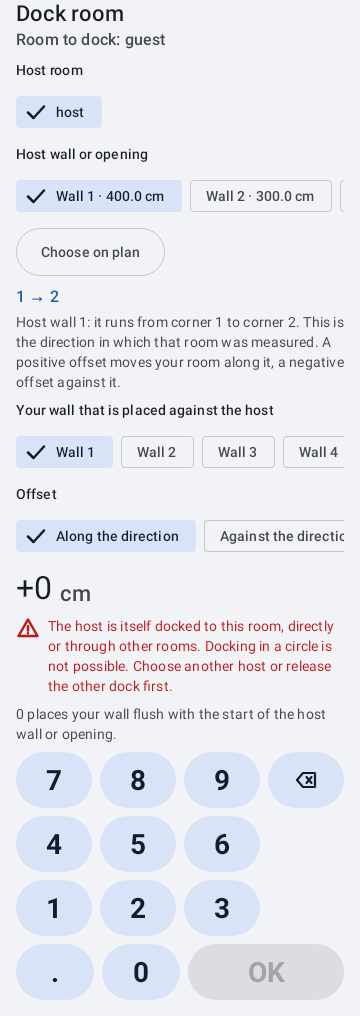 Dock room
Room to dock: guest
Host room
host
Host wall or opening
Wall 1 · 400.0 cm
Wall 2 · 300.0 cm
Choose on plan
1 → 2
Host wall 1: it runs from corner 1 to corner 2. This is
the direction in which that room was measured. A
positive offset moves your room along it, a negative
offset against it.
Your wall that is placed against the host
Wall 1
Wall 2
Wall 3
Wall 4
Offset
Along the direction
Against the directio
+0 cm
The host is itself docked to this room, directly
or through other rooms. Docking in a circle is
not possible. Choose another host or release
the other dock first.
0 places your wall flush with the start of the host
wall or opening.
7 8 9
4 5 6
1 2 3
. 0 OK